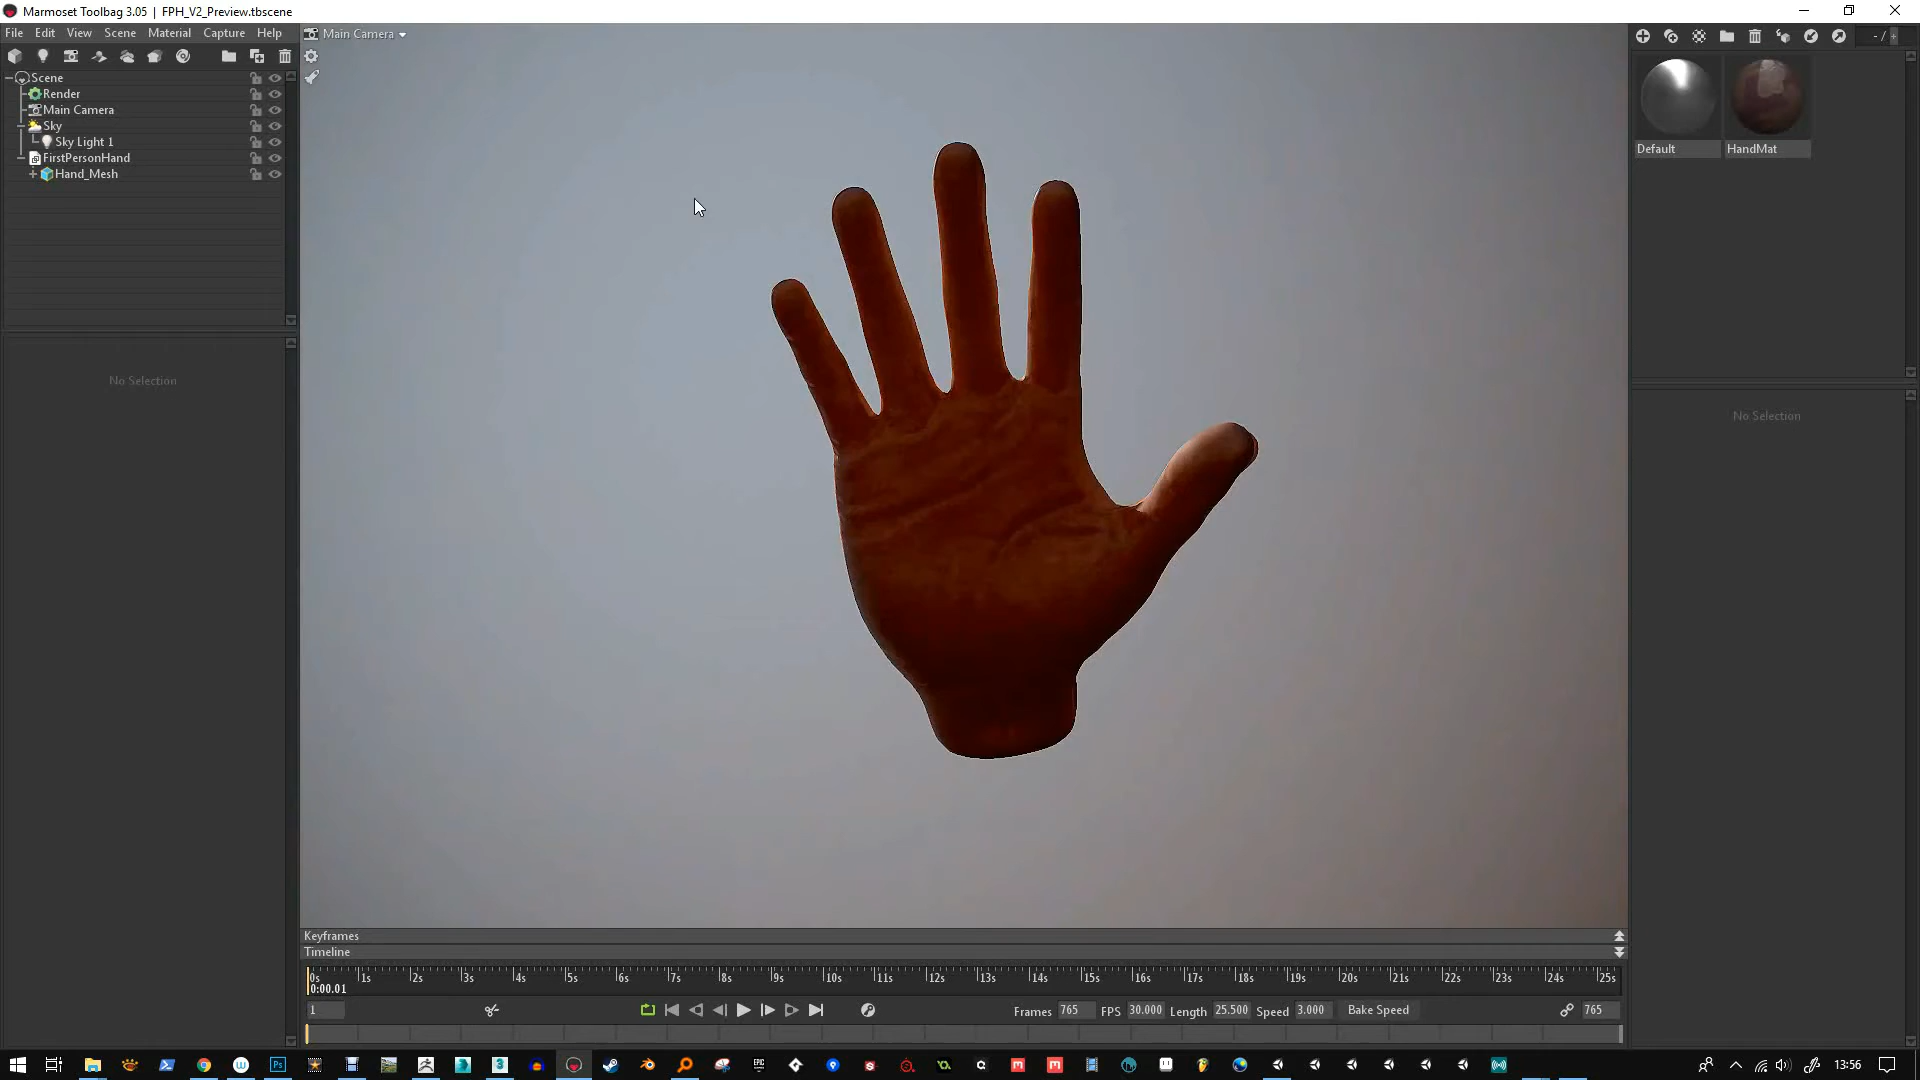 Marmoset Toolbag 3.05 | FPH_V2_Preview.tbscene
File Edit View Scene Material Capture Help
Main Camera
- / +
Scene
Render
Main Camera
Sky
Sky Light 1
FirstPersonHand
Hand_Mesh
Default HandMat
No Selection
No Selection
Keyframes
Timeline
0s 1s 2s 3s 4s 5s 6s 7s 8s 9s 10s 11s 12s 13s 14s 15s 16s 17s 18s 19s 20s 21s 22s 23s 24s 25s
0:00.01
1 Frames 765 FPS 30.000 Length 25.500 Speed 3.000 Bake Speed 765
13:56